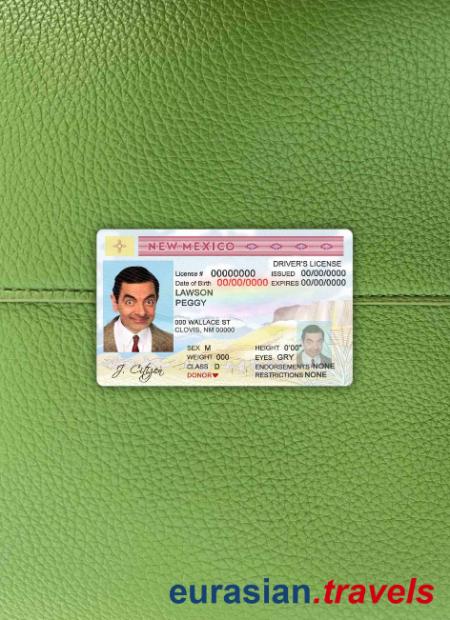 NEW MEXICO
DRIVER'S LICENSE
License # 00000000 ISSUED 00/00/0000
Date of Birth 00/00/0000 EXPIRES 00/00/0000
LAWSON
PEGGY
000 WALLACE ST
CLOVIS, NM 00000
SEX M HEIGHT 0'00"
WEIGHT 000 EYES GRY
CLASS D ENDORSEMENTS NONE
DONOR RESTRICTIONS NONE
J. Citizen
eurasian.travels